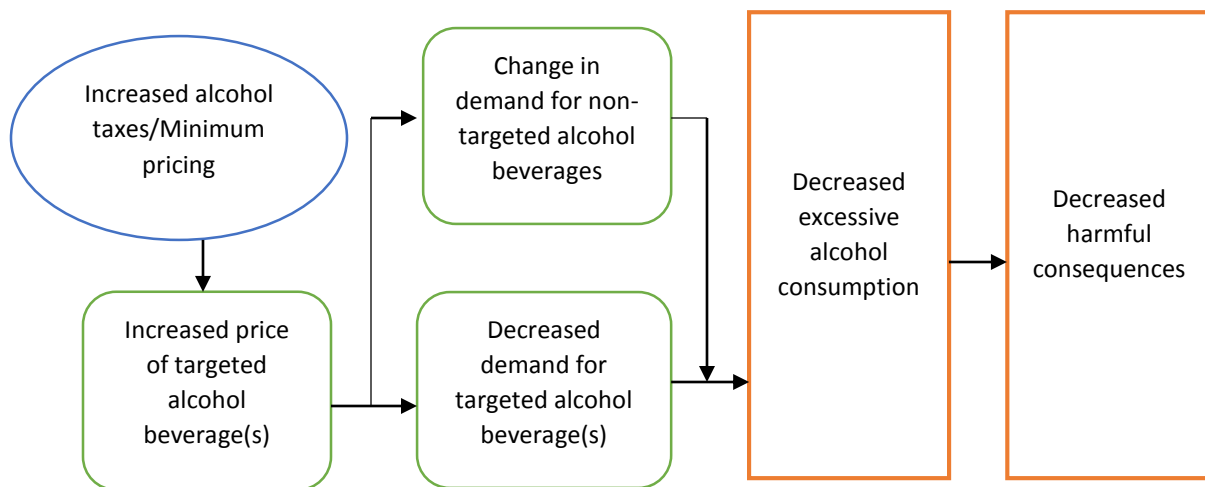 Increased alcohol
taxes/Minimum
pricing
Increased price
of targeted
alcohol
beverage(s)
Change in
demand for non-
targeted alcohol
beverages
Decreased
demand for
targeted alcohol
beverage(s)
Decreased
excessive
alcohol
consumption
Decreased
harmful
consequences